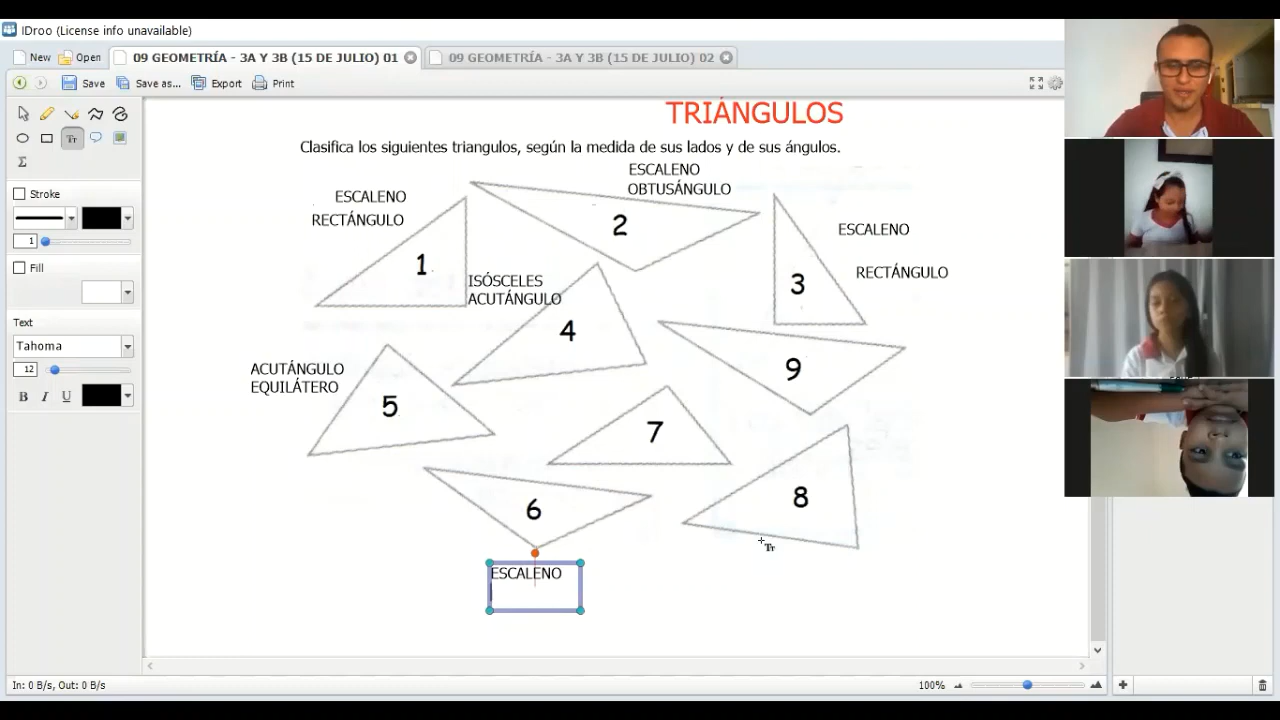 IDroo (License info unavailable)
New Open 09 GEOMETRÍA - 3A Y 3B (15 DE JULIO) 01 09 GEOMETRÍA - 3A Y 3B (15 DE JULIO) 02
Save Save as... Export Print
Tr
Σ
Stroke
1
Fill
Text
Tahoma
12
B I U
TRIÁNGULOS
Clasifica los siguientes triangulos, según la medida de sus lados y de sus ángulos.
ESCALENO
RECTÁNGULO
1
ESCALENO
OBTUSÁNGULO
2
ESCALENO
RECTÁNGULO
3
ISÓSCELES
ACUTÁNGULO
4
ACUTÁNGULO
EQUILÁTERO
5
9
7
6
8
Tr
ESCALENO
In: 0 B/s, Out: 0 B/s
100%